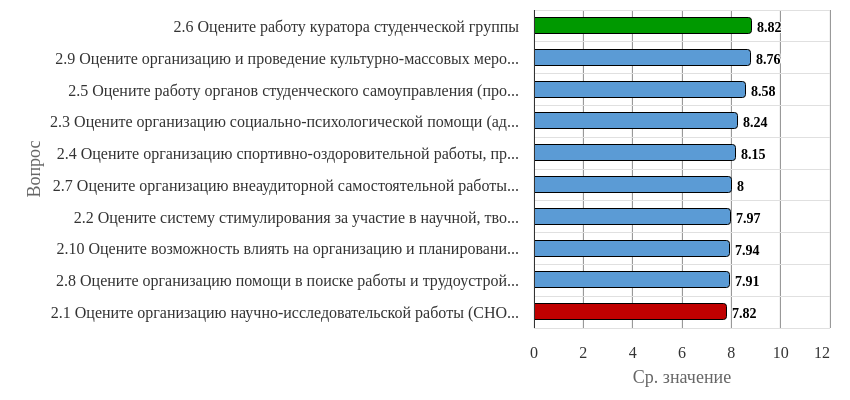 2.6 Оцените работу куратора студенческой группы
8.82
2.9 Оцените организацию и проведение культурно-массовых меро...
8.76
2.5 Оцените работу органов студенческого самоуправления (про...
8.58
2.3 Оцените организацию социально-психологической помощи (ад...
8.24
2.4 Оцените организацию спортивно-оздоровительной работы, пр...
8.15
2.7 Оцените организацию внеаудиторной самостоятельной работы...
8
2.2 Оцените систему стимулирования за участие в научной, тво...
7.97
2.10 Оцените возможность влиять на организацию и планировани...
7.94
2.8 Оцените организацию помощи в поиске работы и трудоустрой...
7.91
2.1 Оцените организацию научно-исследовательской работы (СНО...
7.82
Вопрос
0 2 4 6 8 10 12
Ср. значение